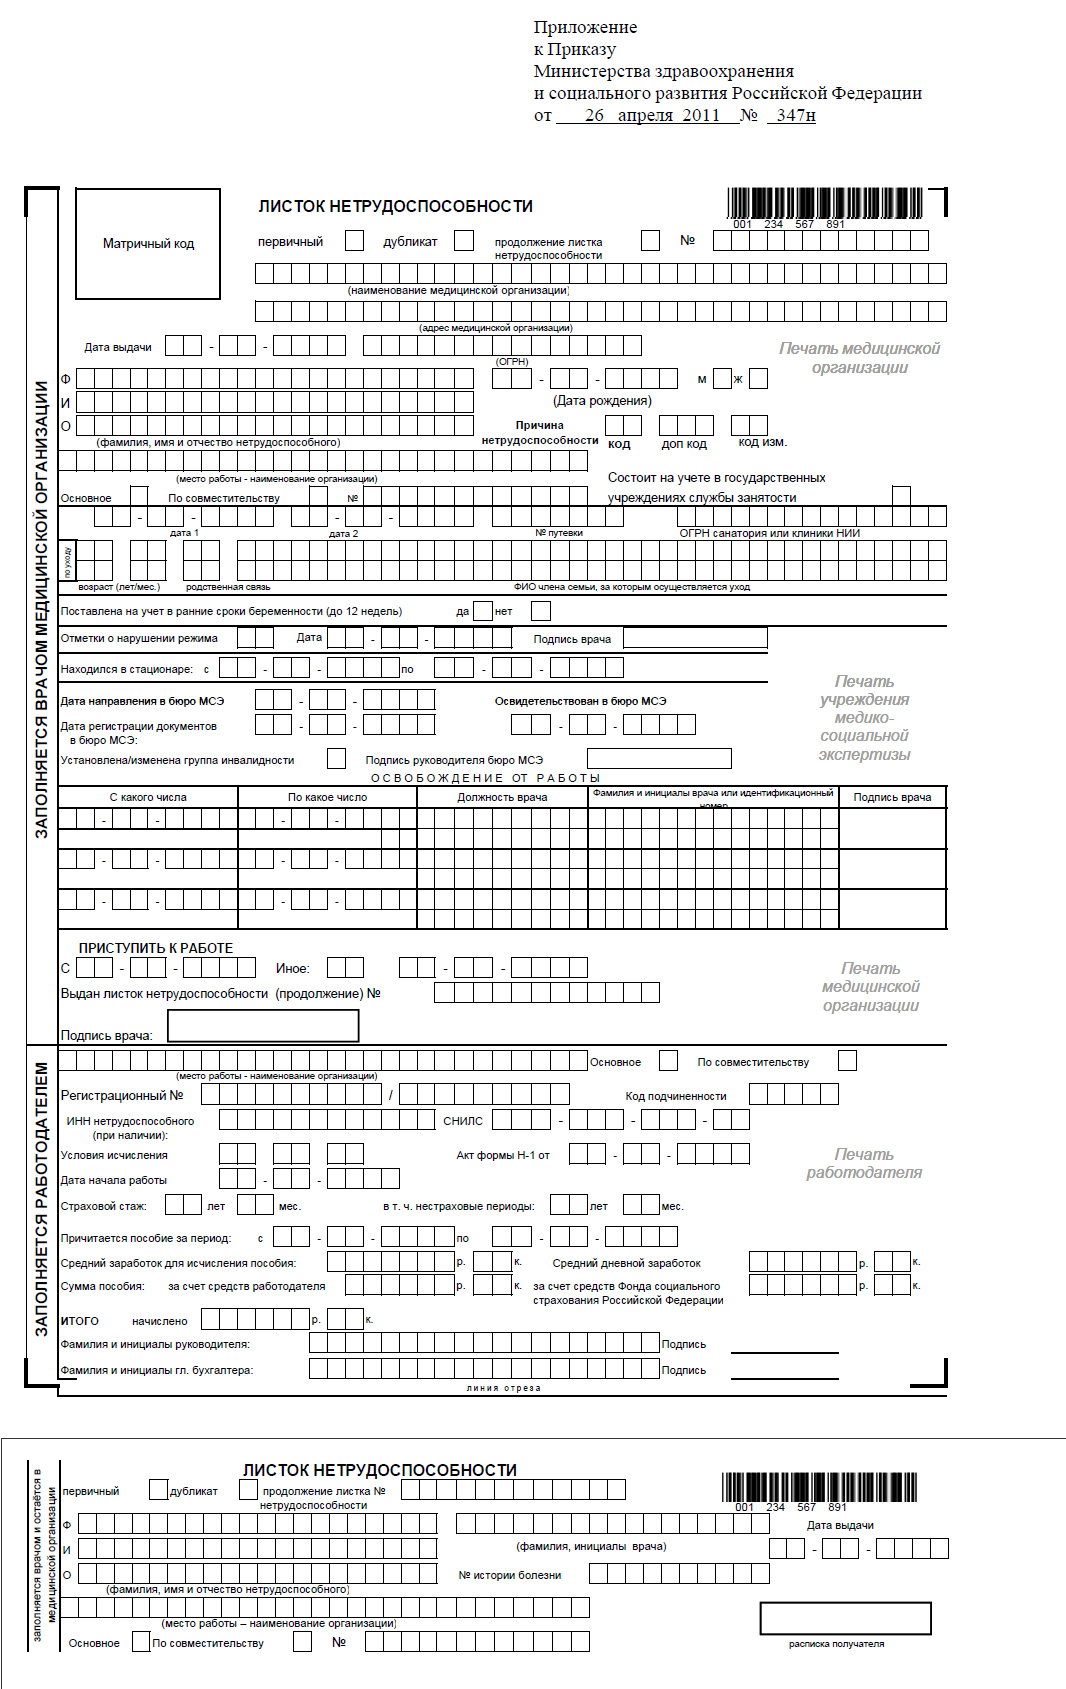 Приложение
к Приказу
Министерства здравоохранения
и социального развития Российской Федерации
от 26 апреля 2011 № 347н
ЗАПОЛНЯЕТСЯ ВРАЧОМ МЕДИЦИНСКОЙ ОРГАНИЗАЦИИ
Матричный код
ЛИСТОК НЕТРУДОСПОСОБНОСТИ
001 234 567 891
первичный дубликат продолжение листка нетрудоспособности №
(наименование медицинской организации)
(адрес медицинской организации)
Дата выдачи - -
(ОГРН)
Печать медицинской
организации
Ф - - м ж
И (Дата рождения)
О Причина нетрудоспособности
код доп код код изм.
(фамилия, имя и отчество нетрудоспособного)
(место работы - наименование организации)
Состоит на учете в государственных
учреждениях службы занятости
Основное По совместительству №
- - - -
дата 1 дата 2 № путевки ОГРН санатория или клиники НИИ
по уходу
возраст (лет/мес.) родственная связь ФИО члена семьи, за которым осуществляется уход
Поставлена на учет в ранние сроки беременности (до 12 недель) да нет
Отметки о нарушении режима Дата - - Подпись врача
Находился в стационаре: с - - по - -
Печать
учреждения
медико-
социальной
экспертизы
Дата направления в бюро МСЭ - - Освидетельствован в бюро МСЭ
Дата регистрации документов
в бюро МСЭ: - - - -
Установлена/изменена группа инвалидности Подпись руководителя бюро МСЭ
ОСВОБОЖДЕНИЕ ОТ РАБОТЫ
С какого числа По какое число Должность врача Фамилия и инициалы врача или идентификационный номер Подпись врача
- - - -
- - - -
- - - -
ПРИСТУПИТЬ К РАБОТЕ
С - - Иное: - -
Выдан листок нетрудоспособности (продолжение) №
Печать
медицинской
организации
Подпись врача:
ЗАПОЛНЯЕТСЯ РАБОТОДАТЕЛЕМ
Основное По совместительству
(место работы - наименование организации)
Регистрационный № / Код подчиненности
ИНН нетрудоспособного
(при наличии): СНИЛС - - -
Условия исчисления Акт формы Н-1 от - -
Печать
работодателя
Дата начала работы - -
Страховой стаж: лет мес. в т. ч. нестраховые периоды: лет мес.
Причитается пособие за период: с - - по - -
Средний заработок для исчисления пособия: р. к. Средний дневной заработок р. к.
Сумма пособия: за счет средств работодателя р. к. за счет средств Фонда социального страхования Российской Федерации р. к.
ИТОГО начислено р. к.
Фамилия и инициалы руководителя: Подпись
Фамилия и инициалы гл. бухгалтера: Подпись
линия отреза
заполняется врачом и остаётся в
медицинской организации
ЛИСТОК НЕТРУДОСПОСОБНОСТИ
первичный дубликат продолжение листка №
нетрудоспособности
001 234 567 891
Ф Дата выдачи
И (фамилия, инициалы врача) - -
О № истории болезни
(фамилия, имя и отчество нетрудоспособного)
(место работы – наименование организации)
Основное По совместительству №
расписка получателя